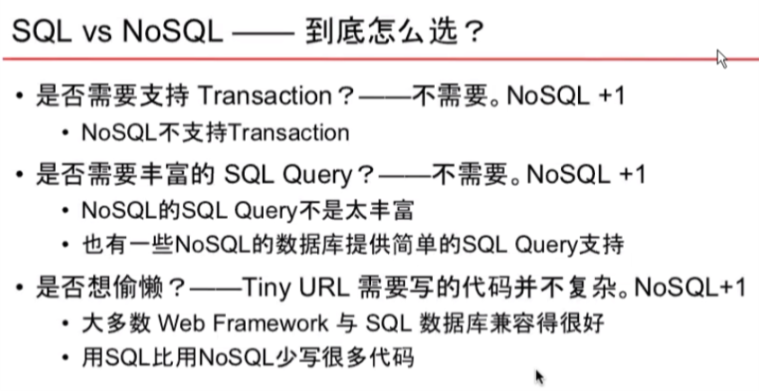 SQL vs NoSQL —— 到底怎么选？
• 是否需要支持 Transaction？——不需要。NoSQL +1
• NoSQL不支持Transaction
• 是否需要丰富的 SQL Query？——不需要。NoSQL +1
• NoSQL的SQL Query不是太丰富
• 也有一些NoSQL的数据库提供简单的SQL Query支持
• 是否想偷懒？——Tiny URL 需要写的代码并不复杂。NoSQL+1
• 大多数 Web Framework 与 SQL 数据库兼容得很好
• 用SQL比用NoSQL少写很多代码